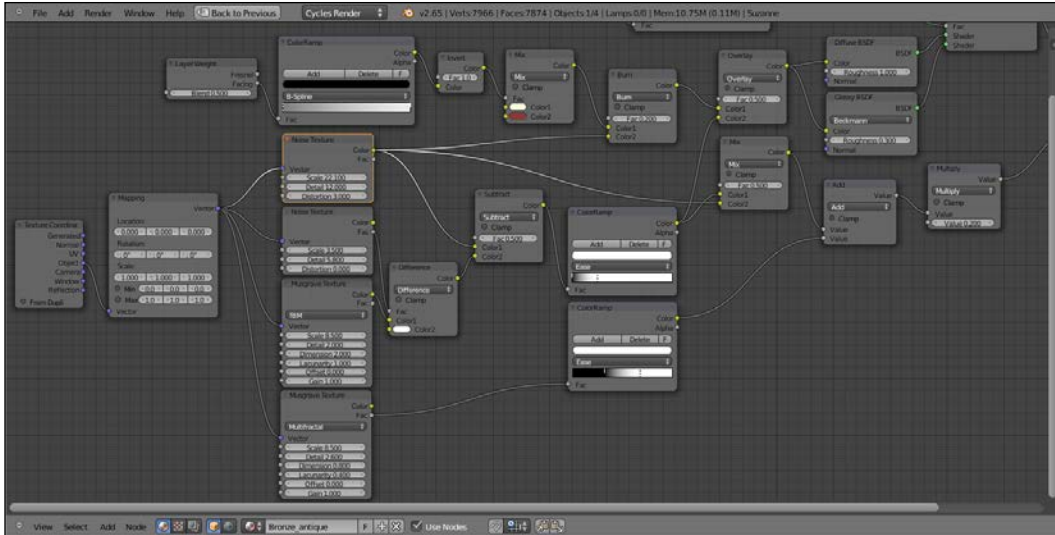 File Add Render Window Help Back to Previous Cycles Render v2.65 | Verts:7966 | Faces:7874 | Objects:1/4 | Lamps:0/0 | Mem:10.75M (0.11M) | Suzanne
Fac
Shader
Shader
Layer Weight
Fresnel
Facing
Blend 0.500
ColorRamp
Color
Alpha
Add Delete F
B-Spline
Fac
Invert
Color
Fac 1.0
Color
Mix
Color
Mix
Clamp
Fac
Color1
Color2
Burn
Color
Burn
Clamp
Fac 0.200
Color1
Color2
Overlay
Color
Overlay
Clamp
Fac 0.500
Color1
Color2
Diffuse BSDF
BSDF
Color
Roughness 1.000
Normal
Glossy BSDF
BSDF
Beckmann
Color
Roughness 0.300
Normal
Mix
Color
Mix
Clamp
Fac 0.500
Color1
Color2
Add
Value
Add
Clamp
Value
Value
Multiply
Value
Multiply
Clamp
Value
Value 0.200
Texture Coordinate
Generated
Normal
UV
Object
Camera
Window
Reflection
From Dupli
Mapping
Vector
Location:
0.000 0.000 0.000
Rotation:
0° 0° 0°
Scale:
1.000 1.000 1.000
Min 0.0 0.0 0.0
Max 1.0 1.0 1.0
Vector
Noise Texture
Color
Fac
Vector
Scale 22.100
Detail 12.000
Distortion 3.000
Noise Texture
Color
Fac
Vector
Scale 3.500
Detail 5.800
Distortion 0.000
Musgrave Texture
Color
Fac
Vector
Scale 8.500
Detail 2.000
Dimension 2.000
Lacunarity 1.000
Offset 0.000
Gain 1.000
Musgrave Texture
Color
Fac
Multifractal
Vector
Scale 8.500
Detail 2.600
Dimension 0.800
Lacunarity 0.400
Offset 0.000
Gain 1.000
Difference
Color
Difference
Clamp
Fac
Color1
Color2
Subtract
Color
Subtract
Clamp
Fac 0.500
Color1
Color2
ColorRamp
Color
Alpha
Add Delete F
Ease
Fac
ColorRamp
Color
Alpha
Add Delete F
Ease
Fac
View Select Add Node Bronze_antique F Use Nodes